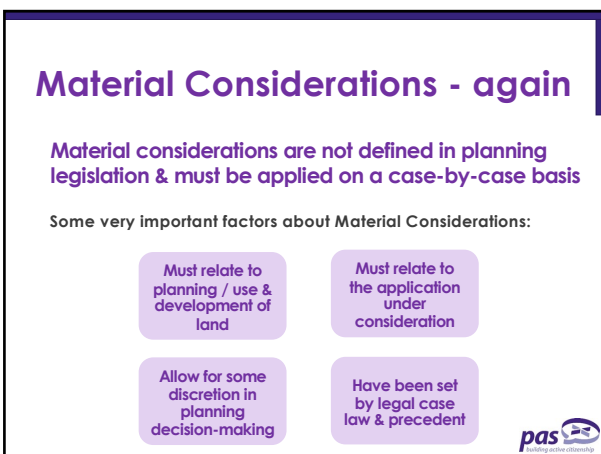 Material Considerations - again
Material considerations are not defined in planning
legislation & must be applied on a case-by-case basis
Some very important factors about Material Considerations:
Must relate to
planning / use &
development of
land
Must relate to
the application
under
consideration
Allow for some
discretion in
planning
decision-making
Have been set
by legal case
law & precedent
pas
building active citizenship